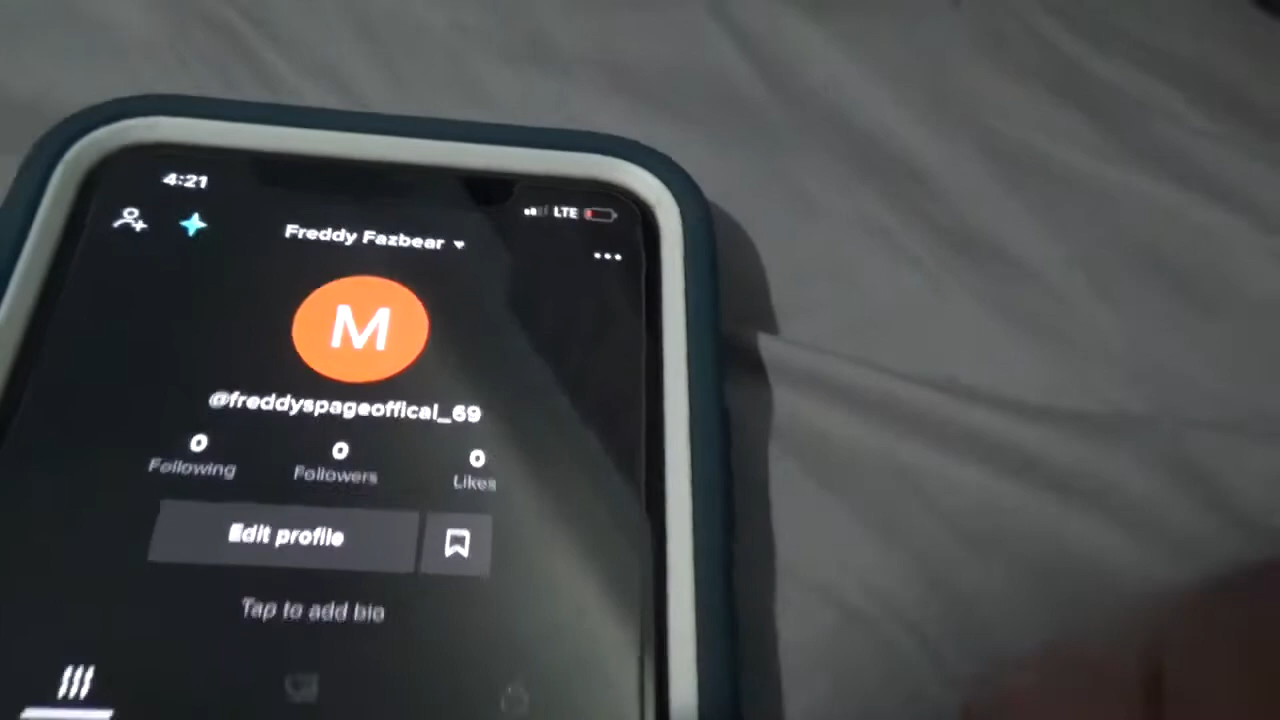 4:21
LTE
Freddy Fazbear
M
@freddyspageoffical_69
0
0
0
Following
Followers
Likes
Edit profile
Tap to add bio